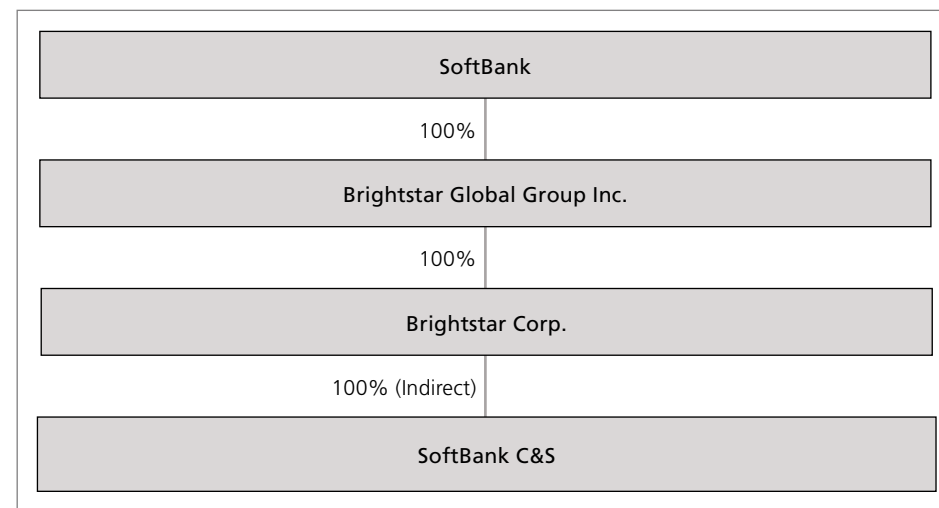 SoftBank
100%
Brightstar Global Group Inc.
100%
Brightstar Corp.
100% (Indirect)
SoftBank C&S